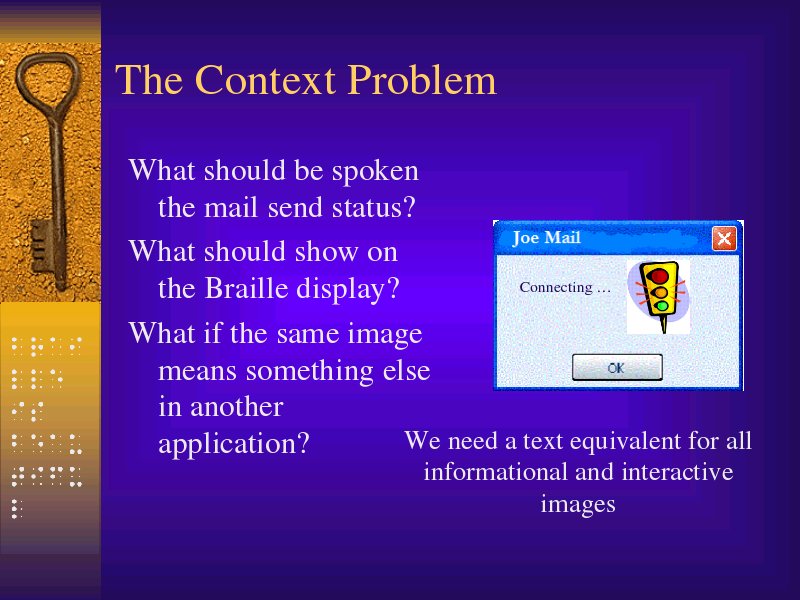 The Context Problem
What should be spoken
the mail send status?
What should show on
the Braille display?
What if the same image
means something else
in another
application?
Joe Mail
Connecting …
OK
We need a text equivalent for all
informational and interactive
images